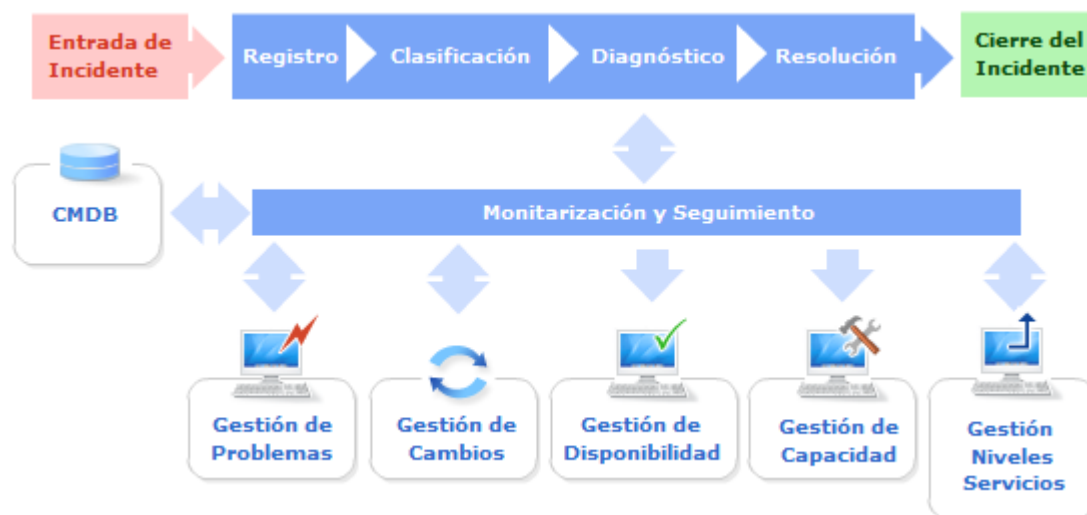 Entrada de
Incidente
Registro
Clasificación
Diagnóstico
Resolución
Cierre del
Incidente
CMDB
Monitarización y Seguimiento
Gestión de
Problemas
Gestión de
Cambios
Gestión de
Disponibilidad
Gestión de
Capacidad
Gestión
Niveles
Servicios